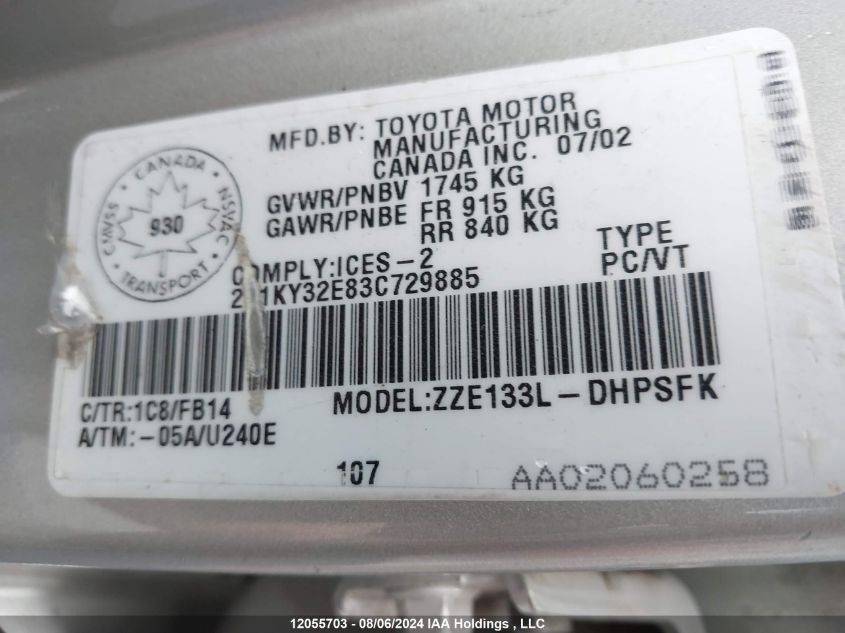 MFD.BY: TOYOTA MOTOR
MANUFACTURING
CANADA INC. 07/02
GVWR/PNBV 1745 KG
GAWR/PNBE FR 915 KG
RR 840 KG
CANADA
CMVSS
NSVAC
930
TRANSPORT
COMPLY:ICES-2
TYPE
PC/VT
C/TR:1C8/FB14
A/TM:-05A/U240E
MODEL:ZZE133L-DHPSFK
107
AA02060258
12055703 - 08/06/2024 IAA Holdings , LLC